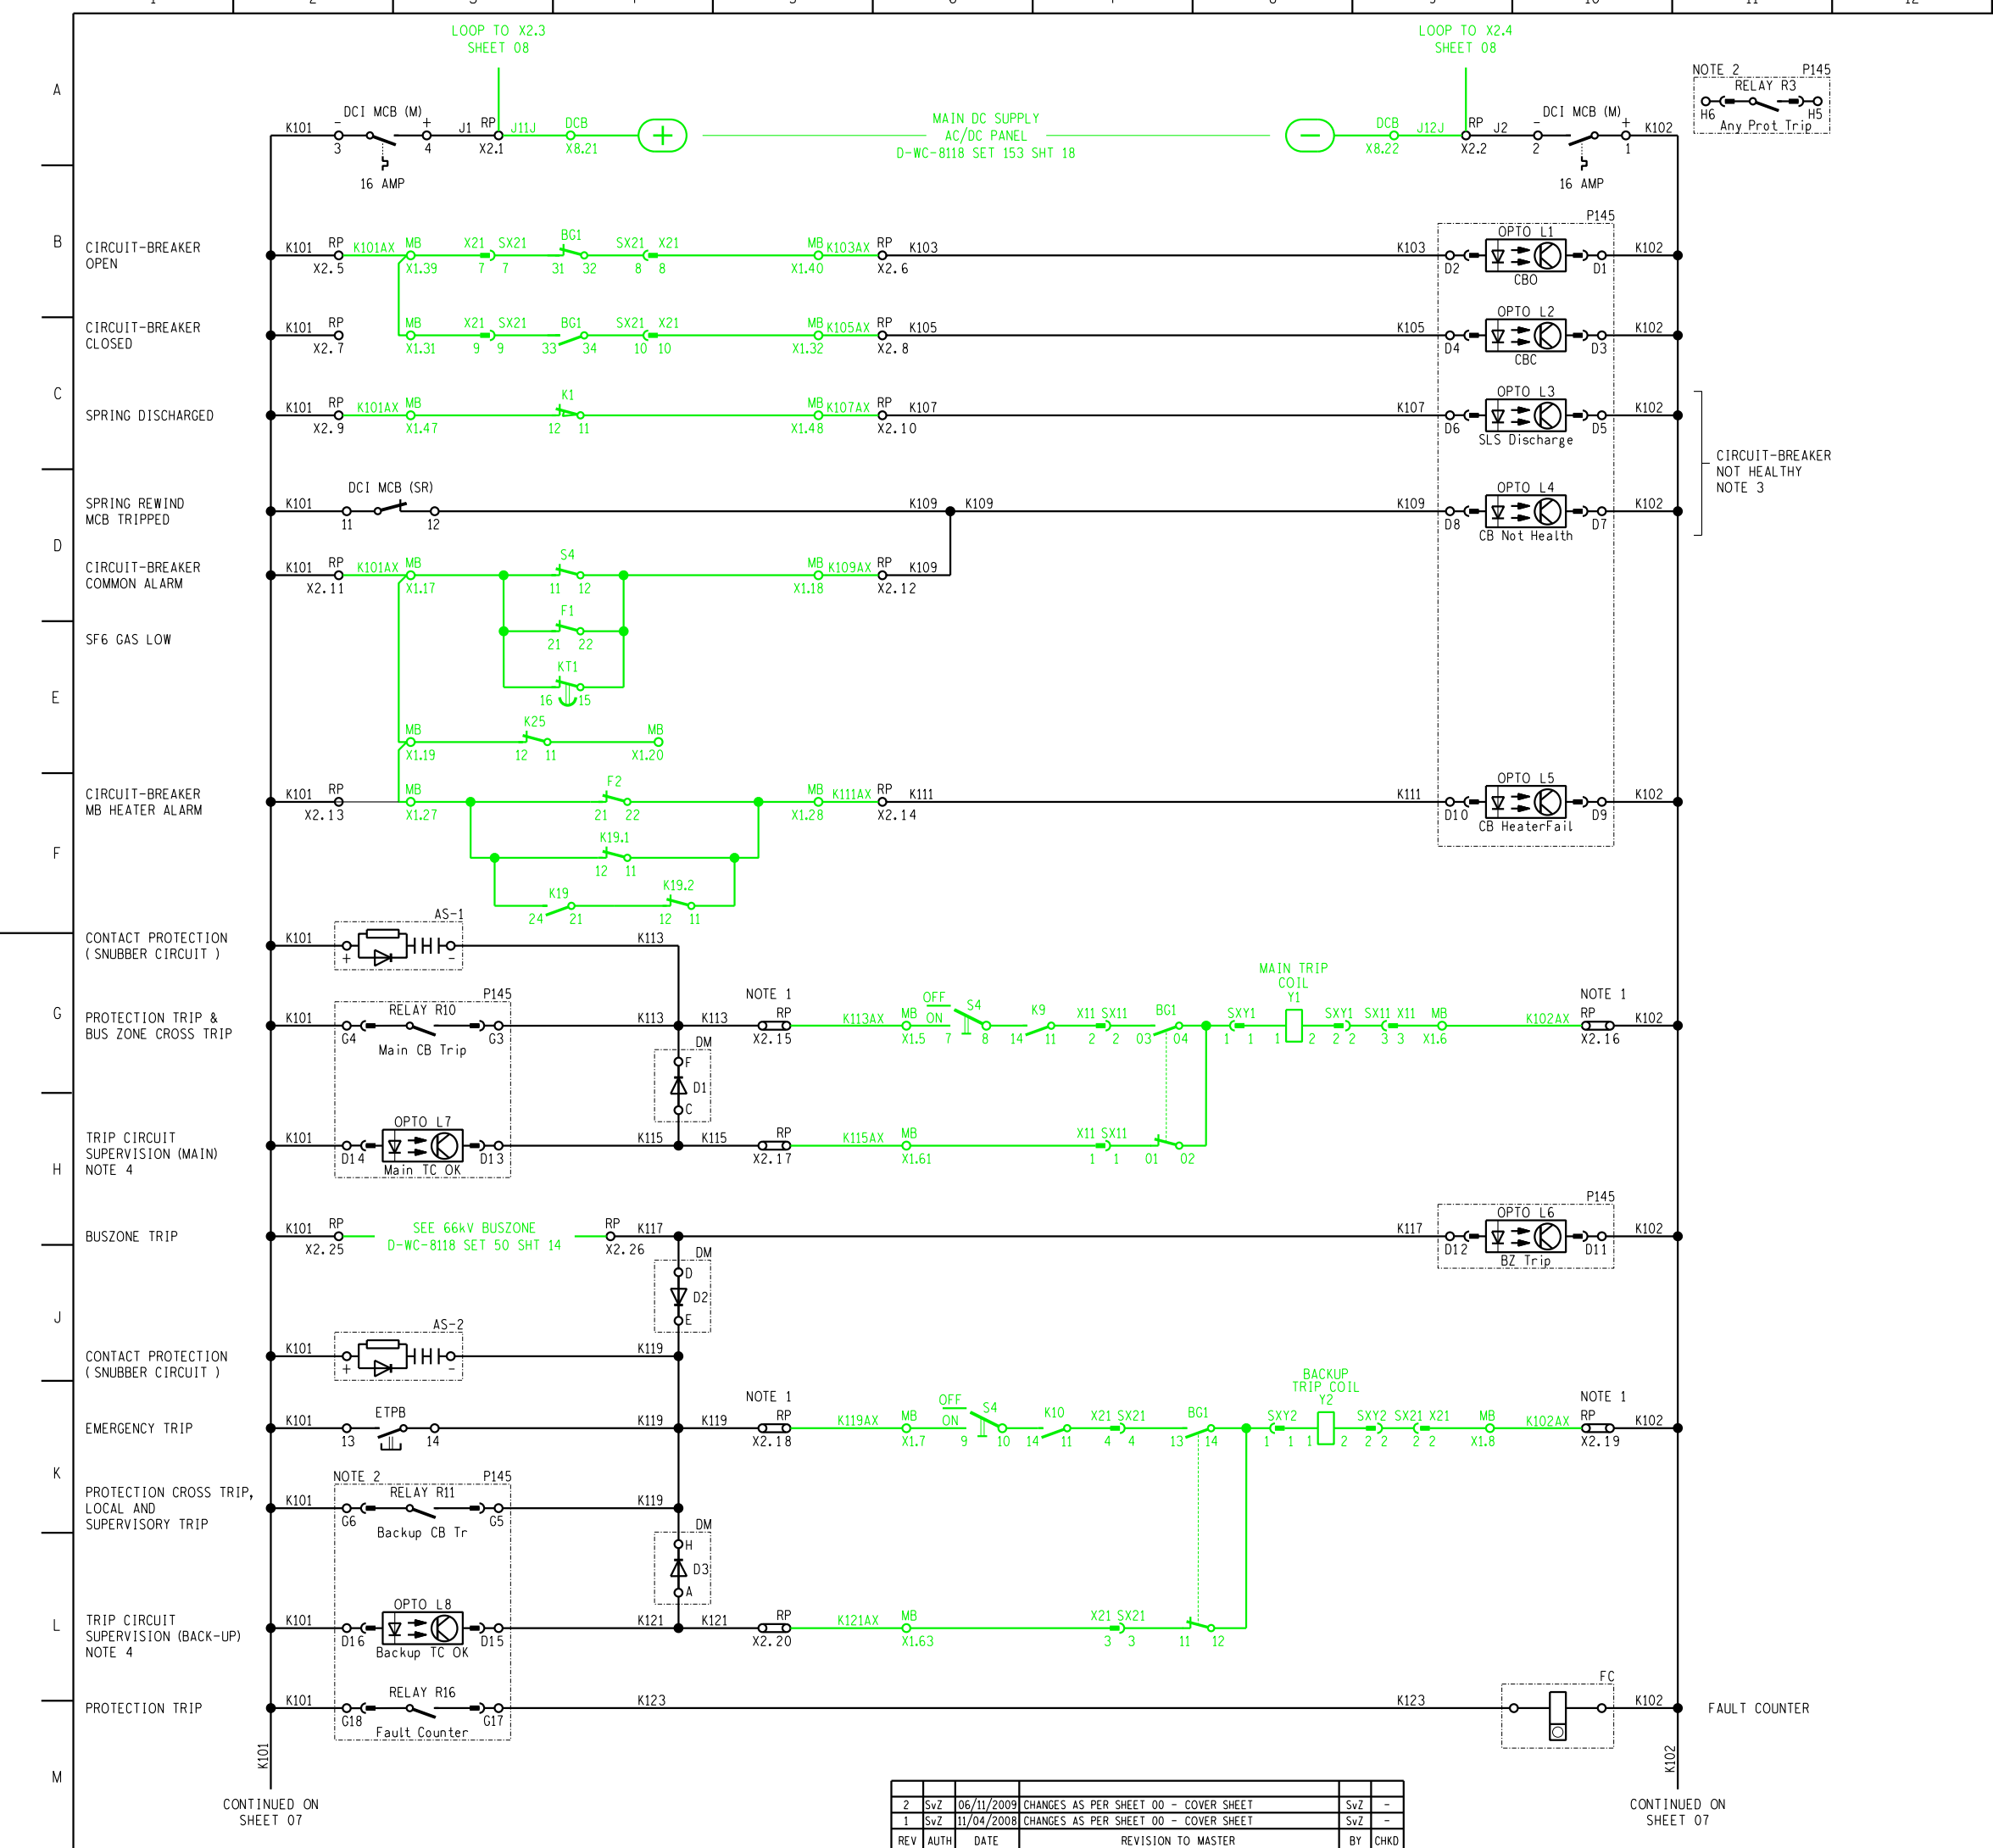 LOOP TO X2.3
SHEET 08
LOOP TO X2.4
SHEET 08
A
NOTE 2 P145
RELAY R3
H6 H5
Any Prot Trip
K101 - DCI MCB (M) + J1 RP J11J DCB +
3 4 X2.1 X8.21
16 AMP
MAIN DC SUPPLY
AC/DC PANEL
D-WC-8118 SET 153 SHT 18
- DCB J12J RP J2 - DCI MCB (M) + K102
X8.22 X2.2 2 1
16 AMP
B
CIRCUIT-BREAKER
OPEN
K101 RP K101AX MB X21 SX21 BG1 SX21 X21 MB K103AX RP K103
X2.5 X1.39 7 7 31 32 8 8 X1.40 X2.6
P145
K103 OPTO L1 K102
D2 D1
CBO
CIRCUIT-BREAKER
CLOSED
K101 RP MB X21 SX21 BG1 SX21 X21 MB K105AX RP K105
X2.7 X1.31 9 9 33 34 10 10 X1.32 X2.8
K105 OPTO L2 K102
D4 D3
CBC
C
SPRING DISCHARGED
K101 RP K101AX MB K1 MB K107AX RP K107
X2.9 X1.47 12 11 X1.48 X2.10
K107 OPTO L3 K102
D6 D5
SLS Discharge
CIRCUIT-BREAKER
NOT HEALTHY
NOTE 3
SPRING REWIND
MCB TRIPPED
K101 DCI MCB (SR) K109 K109
11 12
K109 OPTO L4 K102
D8 D7
CB Not Health
D
CIRCUIT-BREAKER
COMMON ALARM
K101 RP K101AX MB S4 MB K109AX RP K109
X2.11 X1.17 11 12 X1.18 X2.12
SF6 GAS LOW
F1
21 22
KT1
16 15
E
MB K25 MB
X1.19 12 11 X1.20
CIRCUIT-BREAKER
MB HEATER ALARM
K101 RP MB F2 MB K111AX RP K111
X2.13 X1.27 21 22 X1.28 X2.14
K111 OPTO L5 K102
D10 D9
CB HeaterFail
F
K19.1
12 11
K19 K19.2
24 21 12 11
CONTACT PROTECTION
( SNUBBER CIRCUIT )
AS-1
K101 + - K113
G
PROTECTION TRIP &
BUS ZONE CROSS TRIP
P145
K101 RELAY R10 K113 K113
G4 G3
Main CB Trip
NOTE 1
RP K113AX MB OFF ON S4 K9 X11 SX11 BG1 SXY1
X2.15 X1.5 7 8 14 11 2 2 03 04 1 1
MAIN TRIP
COIL
Y1
1 2
SXY1 SX11 X11 MB K102AX
2 2 3 3 X1.6
NOTE 1
RP K102
X2.16
DM
F
D1
C
H
TRIP CIRCUIT
SUPERVISION (MAIN)
NOTE 4
K101 OPTO L7 K115 K115 RP K115AX MB X11 SX11
D14 D13 X2.17 X1.61 1 1 01 02
Main TC OK
BUSZONE TRIP
K101 RP SEE 66kV BUSZONE RP K117
X2.25 D-WC-8118 SET 50 SHT 14 X2.26
P145
K117 OPTO L6 K102
D12 D11
BZ Trip
DM
D
D2
E
J
CONTACT PROTECTION
( SNUBBER CIRCUIT )
AS-2
K101 + - K119
EMERGENCY TRIP
K101 ETPB K119 K119
13 14
NOTE 1
RP K119AX MB OFF ON S4 K10 X21 SX21 BG1 SXY2
X2.18 X1.7 9 10 14 11 4 4 13 14 1 1
BACKUP
TRIP COIL
Y2
1 2
SXY2 SX21 X21 MB K102AX
2 2 2 2 X1.8
NOTE 1
RP K102
X2.19
K
PROTECTION CROSS TRIP,
LOCAL AND
SUPERVISORY TRIP
NOTE 2 P145
K101 RELAY R11 K119
G6 G5
Backup CB Tr
DM
H
D3
A
L
TRIP CIRCUIT
SUPERVISION (BACK-UP)
NOTE 4
K101 OPTO L8 K121 K121 RP K121AX MB X21 SX21
D16 D15 X2.20 X1.63 3 3 11 12
Backup TC OK
PROTECTION TRIP
K101 RELAY R16 K123
G18 G17
Fault Counter
FC
K123 K102
FAULT COUNTER
K101
K102
M
CONTINUED ON
SHEET 07
CONTINUED ON
SHEET 07
2 SvZ 06/11/2009 CHANGES AS PER SHEET 00 - COVER SHEET SvZ -
1 SvZ 11/04/2008 CHANGES AS PER SHEET 00 - COVER SHEET SvZ -
REV AUTH DATE REVISION TO MASTER BY CHKD